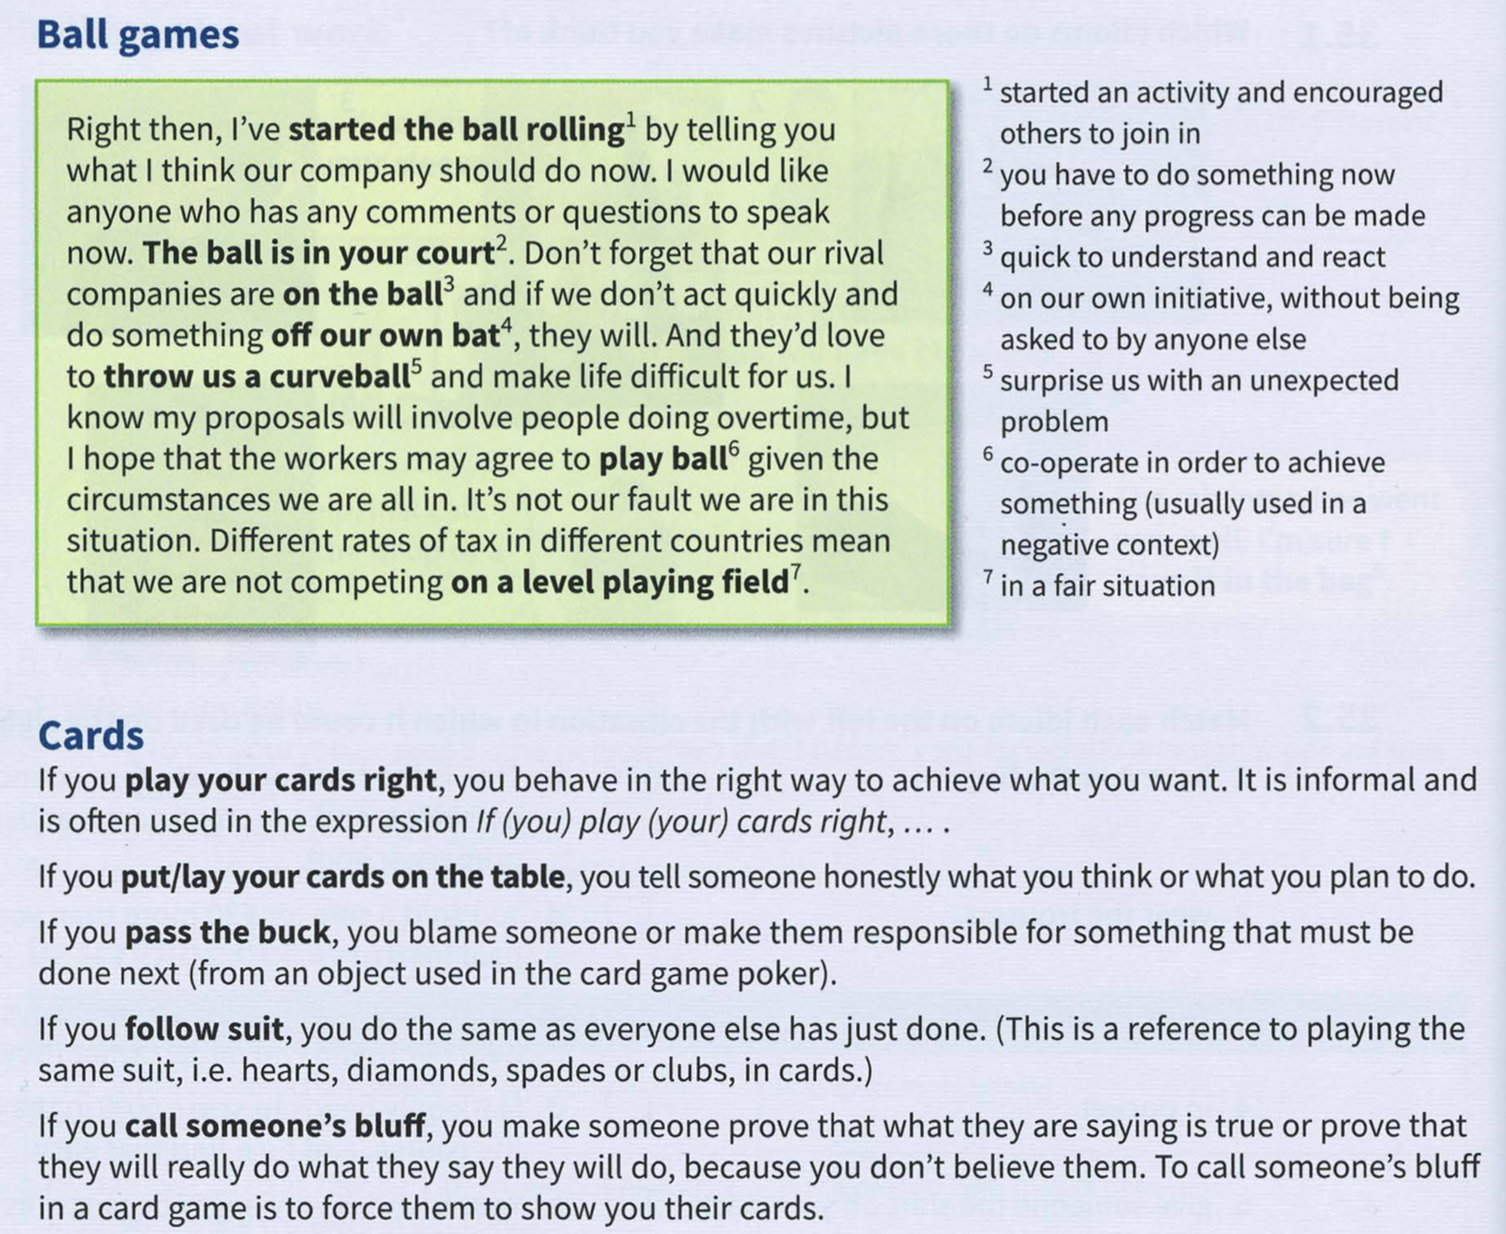 Ball games
Right then, I've started the ball rolling¹ by telling you
what I think our company should do now. I would like
anyone who has any comments or questions to speak
now. The ball is in your court². Don't forget that our rival
companies are on the ball³ and if we don't act quickly and
do something off our own bat⁴, they will. And they'd love
to throw us a curveball⁵ and make life difficult for us. I
know my proposals will involve people doing overtime, but
I hope that the workers may agree to play ball⁶ given the
circumstances we are all in. It's not our fault we are in this
situation. Different rates of tax in different countries mean
that we are not competing on a level playing field⁷.
¹ started an activity and encouraged
others to join in
² you have to do something now
before any progress can be made
³ quick to understand and react
⁴ on our own initiative, without being
asked to by anyone else
⁵ surprise us with an unexpected
problem
⁶ co-operate in order to achieve
something (usually used in a
negative context)
⁷ in a fair situation
Cards
If you play your cards right, you behave in the right way to achieve what you want. It is informal and
is often used in the expression If (you) play (your) cards right, ... .
If you put/lay your cards on the table, you tell someone honestly what you think or what you plan to do.
If you pass the buck, you blame someone or make them responsible for something that must be
done next (from an object used in the card game poker).
If you follow suit, you do the same as everyone else has just done. (This is a reference to playing the
same suit, i.e. hearts, diamonds, spades or clubs, in cards.)
If you call someone's bluff, you make someone prove that what they are saying is true or prove that
they will really do what they say they will do, because you don't believe them. To call someone's bluff
in a card game is to force them to show you their cards.